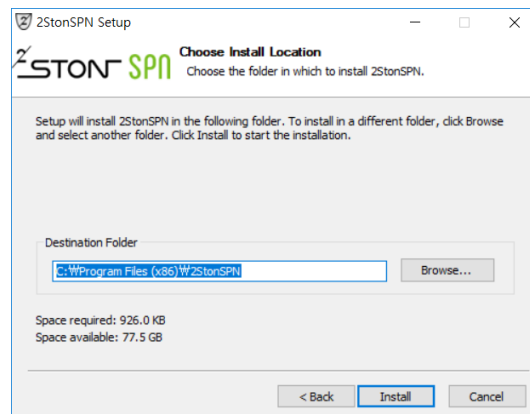 2StonSPN Setup
2STON SPN
Choose Install Location
Choose the folder in which to install 2StonSPN.
Setup will install 2StonSPN in the following folder. To install in a different folder, click Browse
and select another folder. Click Install to start the installation.
Destination Folder
C:₩Program Files (x86)₩2StonSPN
Browse...
Space required: 926.0 KB
Space available: 77.5 GB
< Back
Install
Cancel